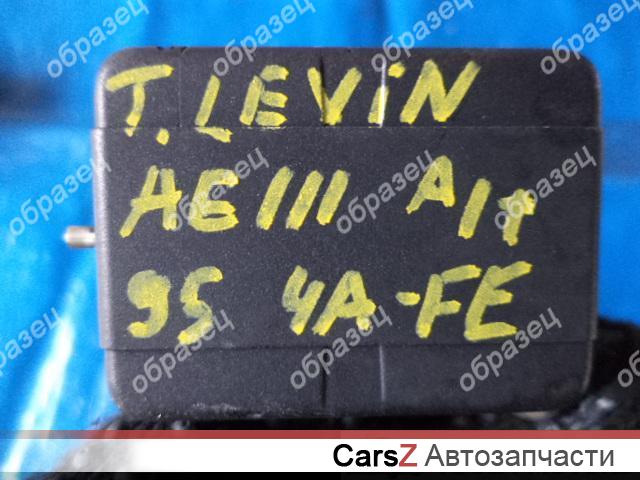 T. LEViN
AE111 A/т
95 4A-FE
образец
CarsZ Автозапчасти